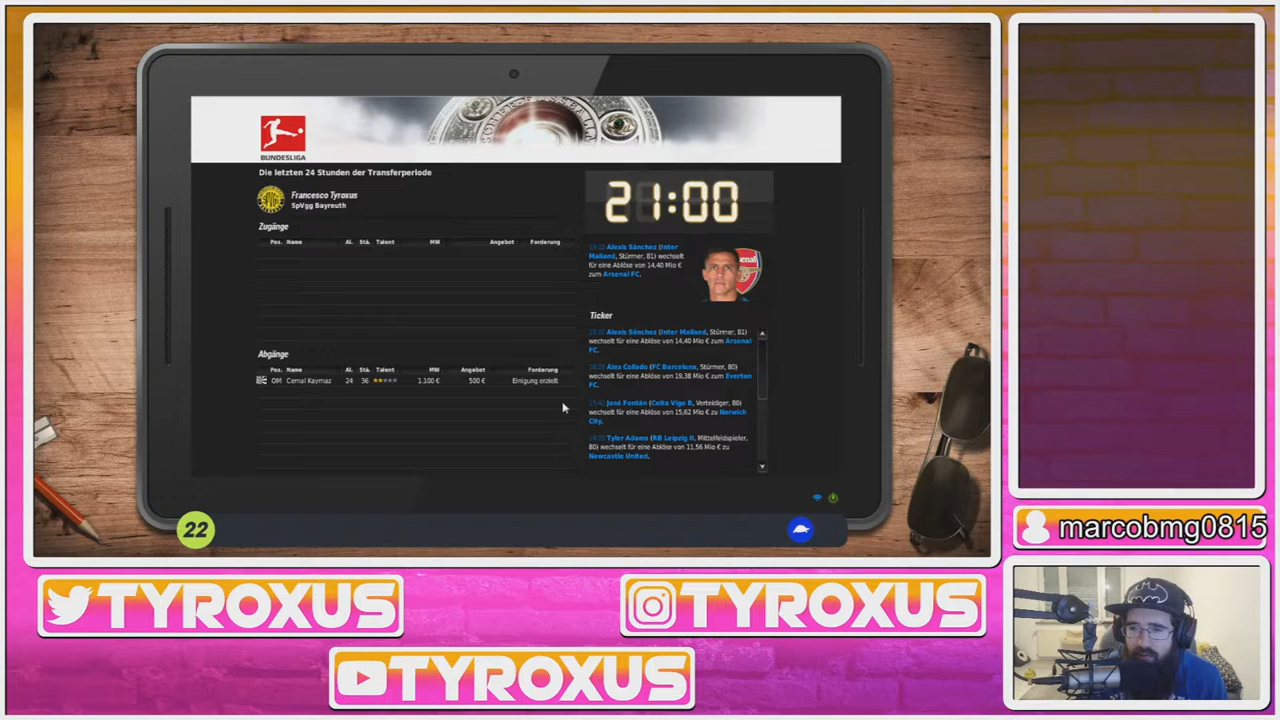 BUNDESLIGA
Die letzten 24 Stunden der Transferperiode
Francesco Tyroxus
SpVgg Bayreuth
Zugänge
Pos. Name Al. Stä. Talent MW Angebot Forderung
Abgänge
Pos. Name Al. Stä. Talent MW Angebot Forderung
OM Cemal Kaymaz 24 36 1.100 € 500 € Einigung erzielt
21:00
19:10 Alexis Sánchez (Inter
Mailand, Stürmer, 81) wechselt
für eine Ablöse von 14,40 Mio €
zum Arsenal FC.
Ticker
19:10 Alexis Sánchez (Inter Mailand, Stürmer, 81)
wechselt für eine Ablöse von 14,40 Mio € zum Arsenal
FC.
Álex Collado (FC Barcelona, Stürmer, 80)
wechselt für eine Ablöse von 19,38 Mio € zum Everton
FC.
José Fontán (Celta Vigo B, Verteidiger, 80)
wechselt für eine Ablöse von 15,62 Mio € zu Norwich
City.
Tyler Adams (RB Leipzig II, Mittelfeldspieler,
80) wechselt für eine Ablöse von 11,56 Mio € zu
Newcastle United.
22
marcobmg0815
TYROXUS
TYROXUS
TYROXUS